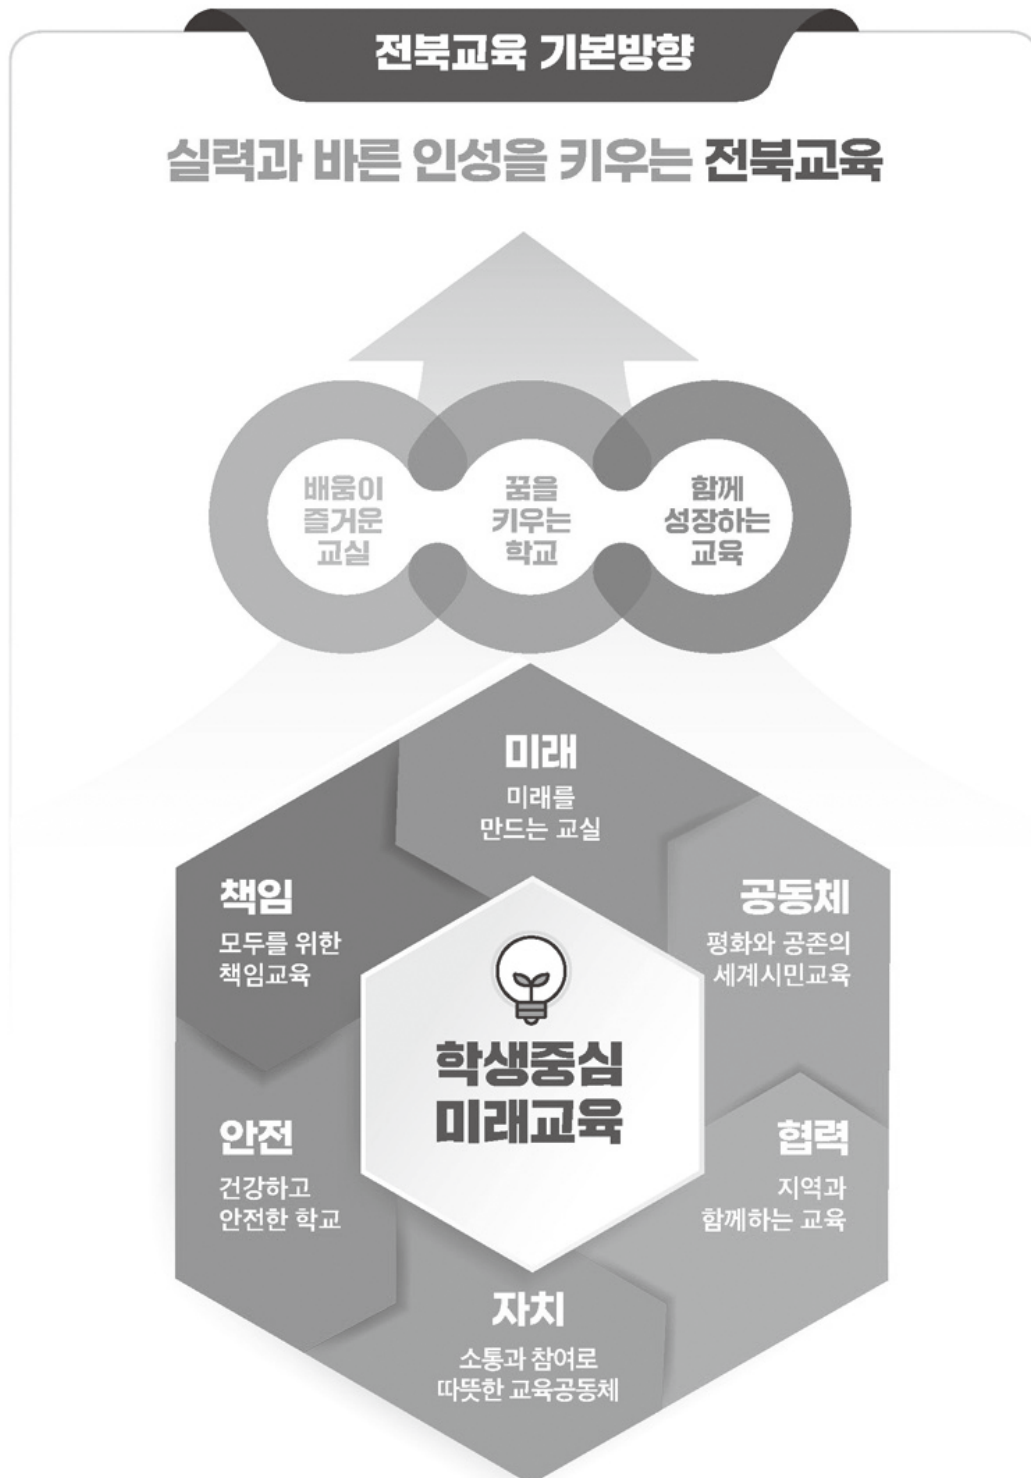 전북교육 기본방향
실력과 바른 인성을 키우는 전북교육
배움이
즐거운
교실
꿈을
키우는
학교
함께
성장하는
교육
미래
미래를
만드는 교실
책임
모두를 위한
책임교육
공동체
평화와 공존의
세계시민교육
학생중심
미래교육
안전
건강하고
안전한 학교
협력
지역과
함께하는 교육
자치
소통과 참여로
따뜻한 교육공동체